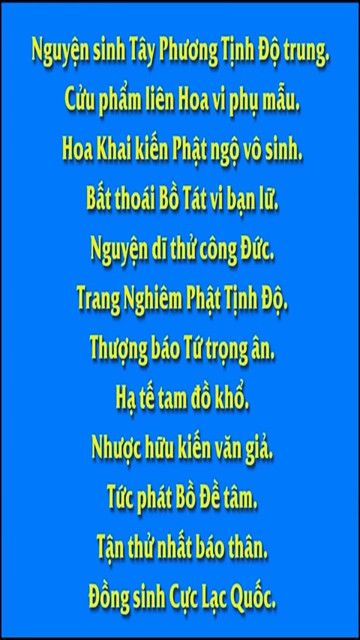 Nguyện sinh Tây Phương Tịnh Độ trung.
Cửu phẩm liên Hoa vi phụ mẫu.
Hoa Khai kiến Phật ngộ vô sinh.
Bất thoái Bồ Tát vi bạn lữ.
Nguyện dĩ thử công Đức.
Trang Nghiêm Phật Tịnh Độ.
Thượng báo Tứ trọng ân.
Hạ tế tam đồ khổ.
Nhược hữu kiến văn giả.
Tức phát Bồ Đề tâm.
Tận thử nhất báo thân.
Đồng sinh Cực Lạc Quốc.